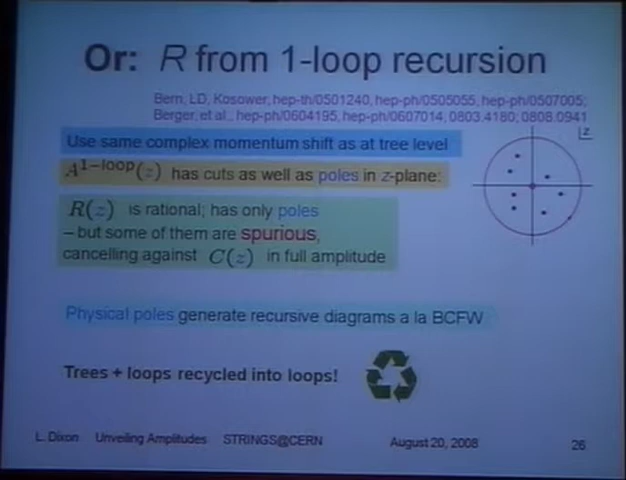 Or: R from 1-loop recursion
Bern, LD, Kosower, hep-th/0501240, hep-ph/0505055, hep-ph/0507005;
Berger, et al., hep-ph/0604195, hep-ph/0607014, 0803.4180; 0808.0941
z
Use same complex momentum shift as at tree level
A^{1-loop}(z) has cuts as well as poles in z-plane:
R(z) is rational; has only poles
– but some of them are spurious,
cancelling against C(z) in full amplitude
Physical poles generate recursive diagrams a la BCFW
Trees + loops recycled into loops!
L. Dixon Unveiling Amplitudes STRINGS@CERN August 20, 2008 26